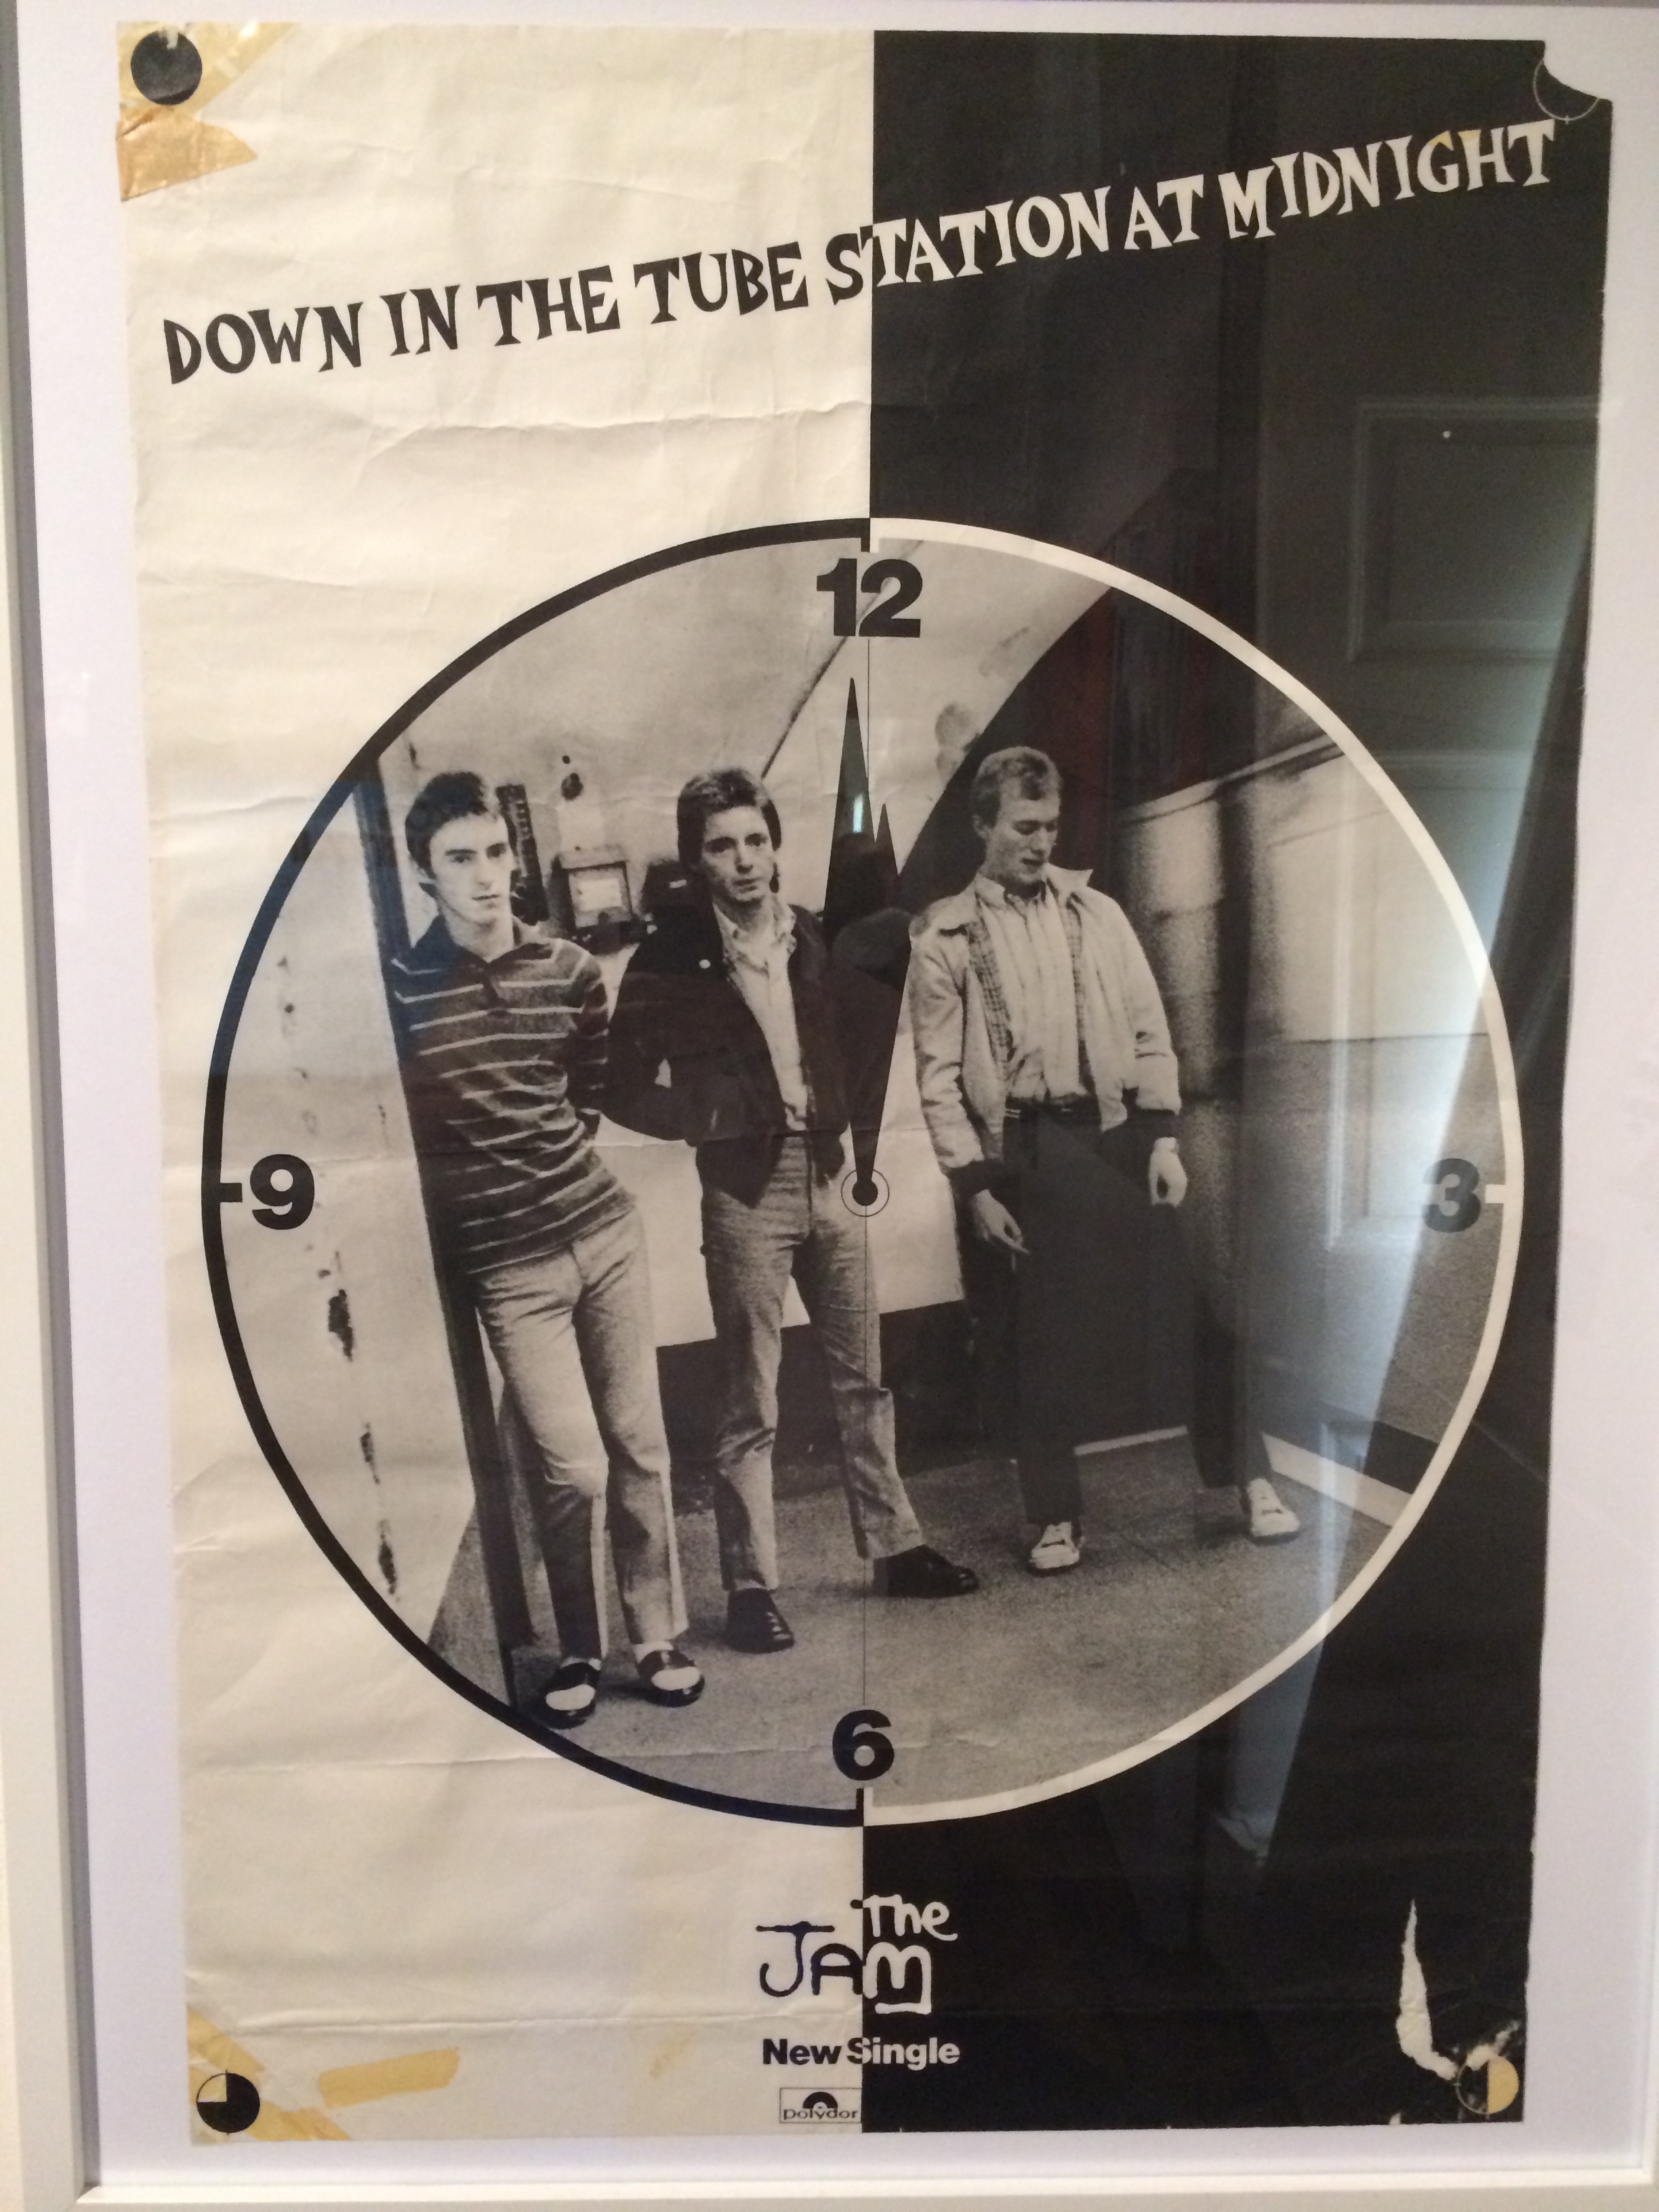 DOWN IN THE TUBE STATION AT MIDNIGHT
12
9
3
6
The
JAM
New Single
polydor